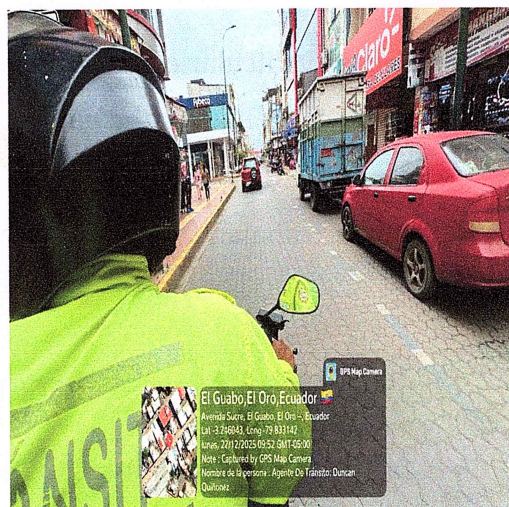 Fybeca
Claro
GPS Map Camera
El Guabo,El Oro,Ecuador
Avenida Sucre, El Guabo, El Oro –, Ecuador
Lat -3.246043, Long -79.833142
lunes, 22/12/2025 09:52 GMT-05:00
Note : Captured by GPS Map Camera
Nombre de la persona : Agente De Tránsito: Duncan
Quiñonez